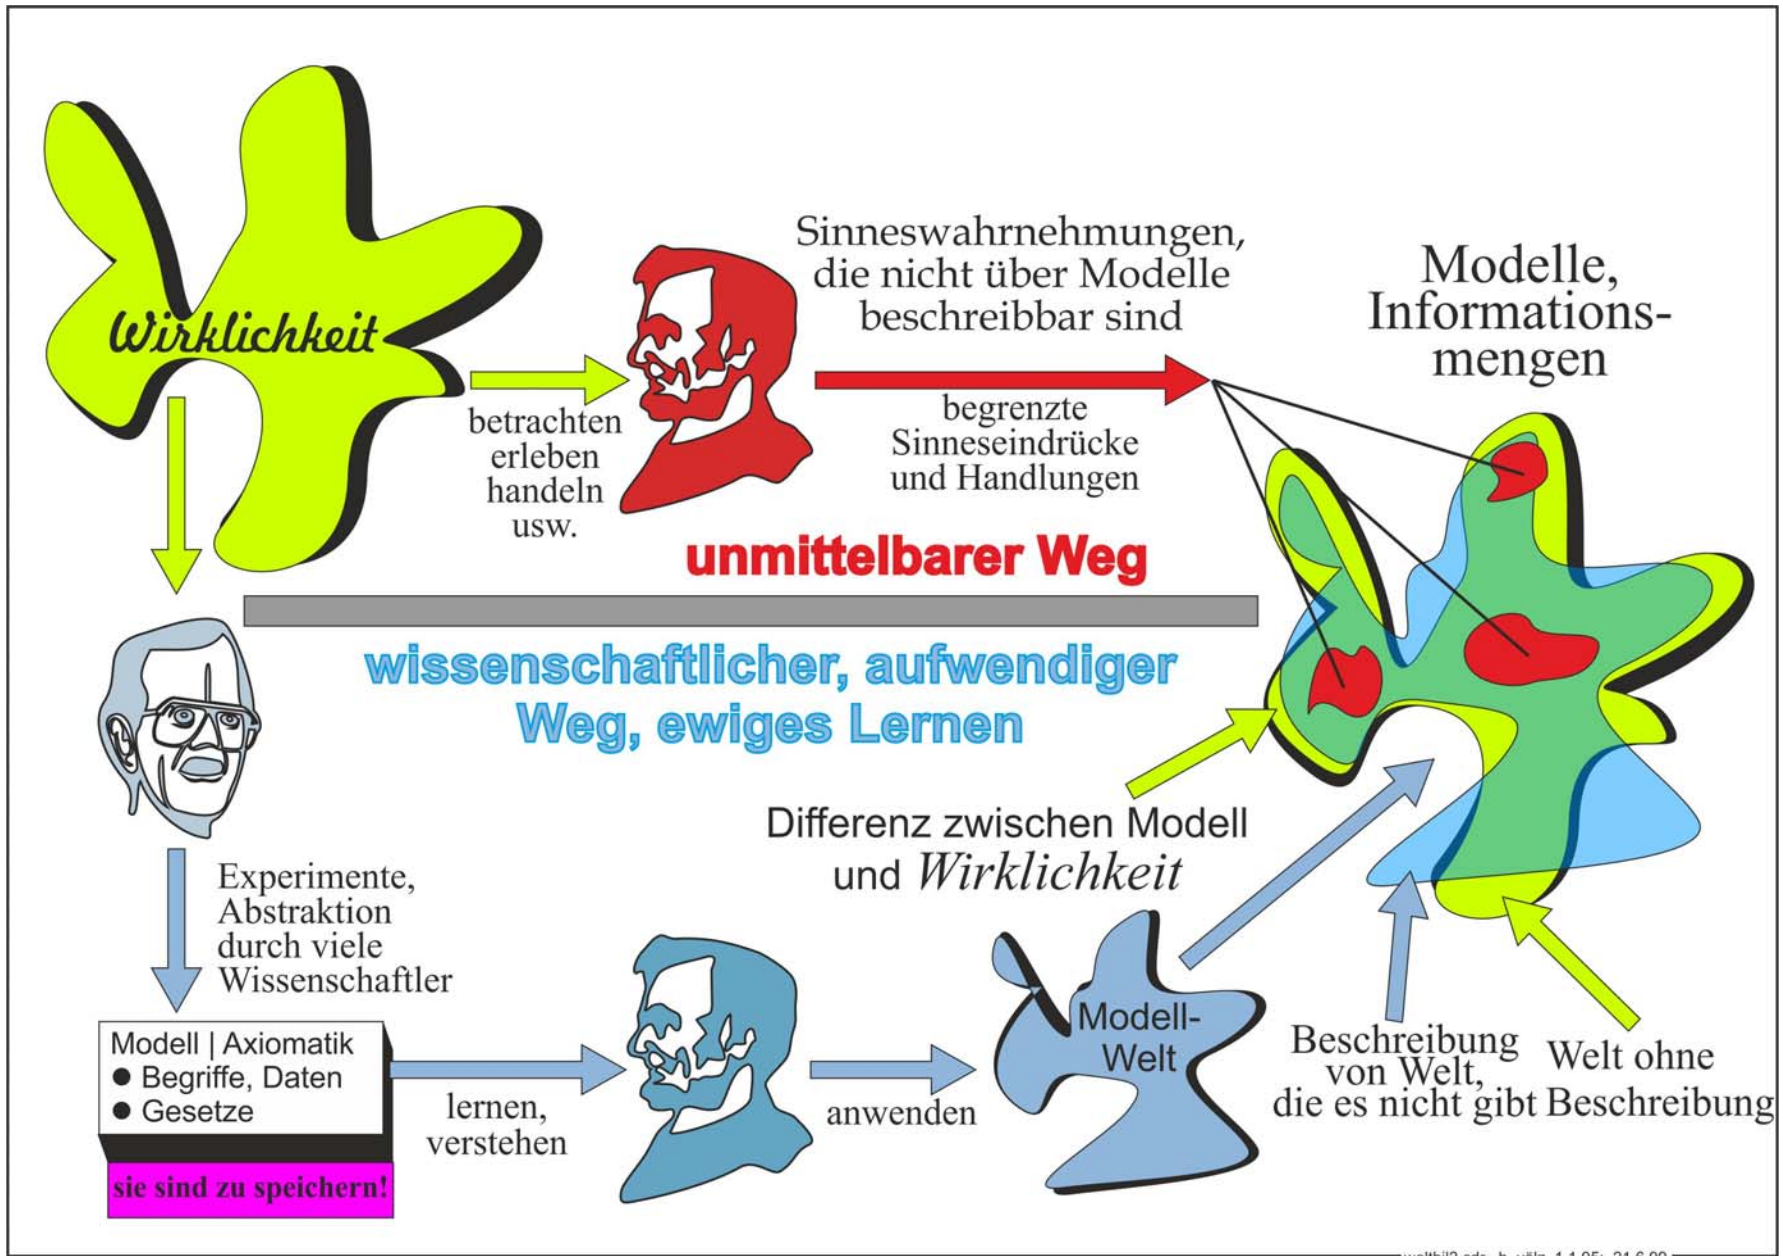 Wirklichkeit
betrachten
erleben
handeln
usw.
Sinneswahrnehmungen,
die nicht über Modelle
beschreibbar sind
begrenzte
Sinneseindrücke
und Handlungen
Modelle,
Informations-
mengen
unmittelbarer Weg
wissenschaftlicher, aufwendiger
Weg, ewiges Lernen
Differenz zwischen Modell
und Wirklichkeit
Experimente,
Abstraktion
durch viele
Wissenschaftler
Modell | Axiomatik
● Begriffe, Daten
● Gesetze
sie sind zu speichern!
lernen,
verstehen
anwenden
Modell-
Welt
Beschreibung
von Welt,
die es nicht gibt
Welt ohne
Beschreibung